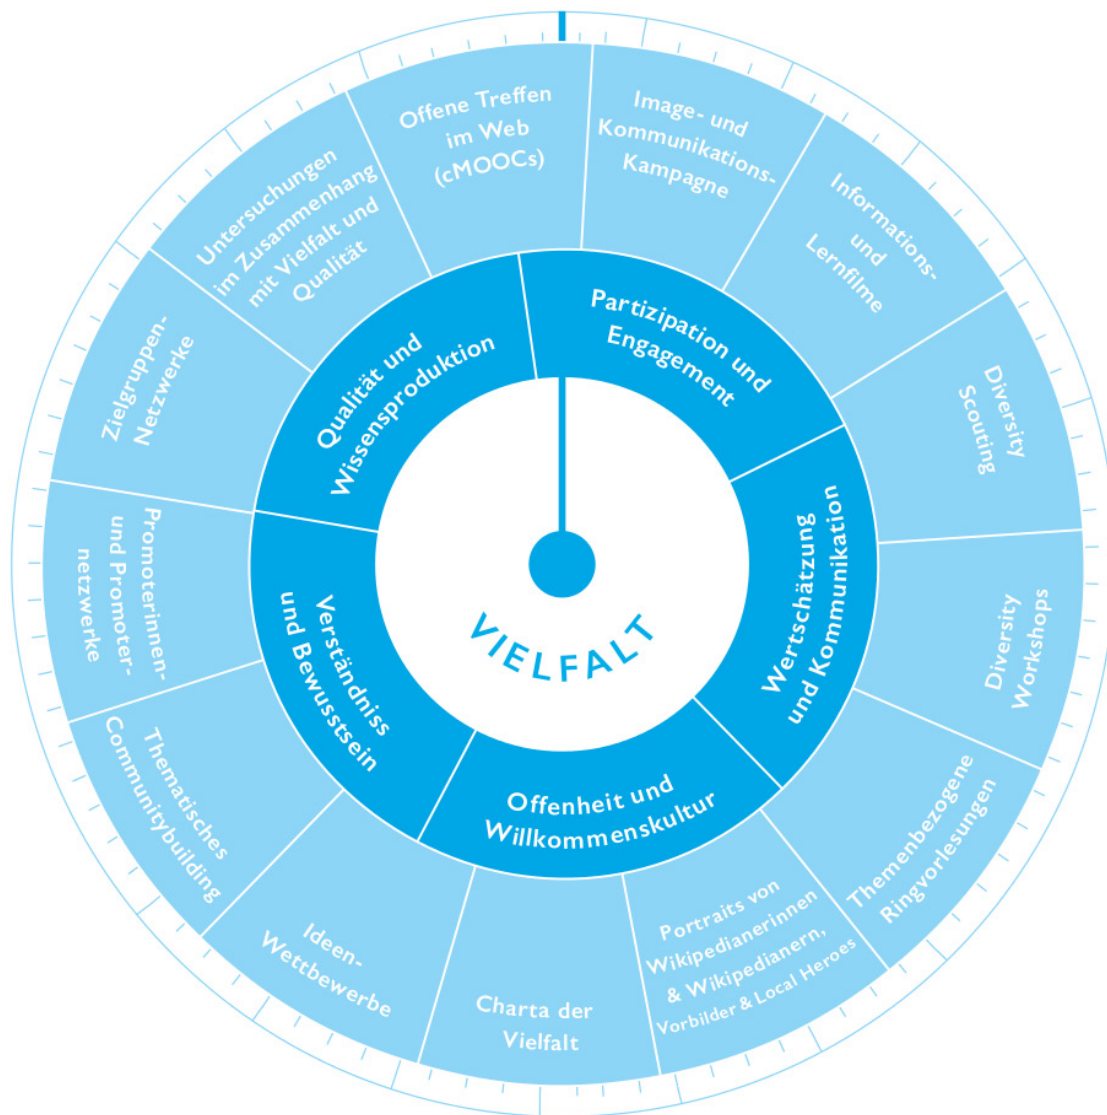 Offene Treffen
im Web
(cMOOCs)
Image- und
Kommunikations-
Kampagne
Informations-
und
Lernfilme
Diversity
Scouting
Diversity
Workshops
Themenbezogene
Ringvorlesungen
Portraits von
Wikipedianerinnen
& Wikipedianern,
Vorbilder & Local Heroes
Charta der
Vielfalt
Ideen-
Wettbewerbe
Thematisches
Communitybuilding
Promoterinnen-
und Promoter-
netzwerke
Zielgruppen-
Netzwerke
Untersuchungen
im Zusammenhang
mit Vielfalt und
Qualität
Partizipation und
Engagement
Wertschätzung
und Kommunikation
Offenheit und
Willkommenskultur
Verständniss
und Bewusstsein
Qualität und
Wissensproduktion
VIELFALT